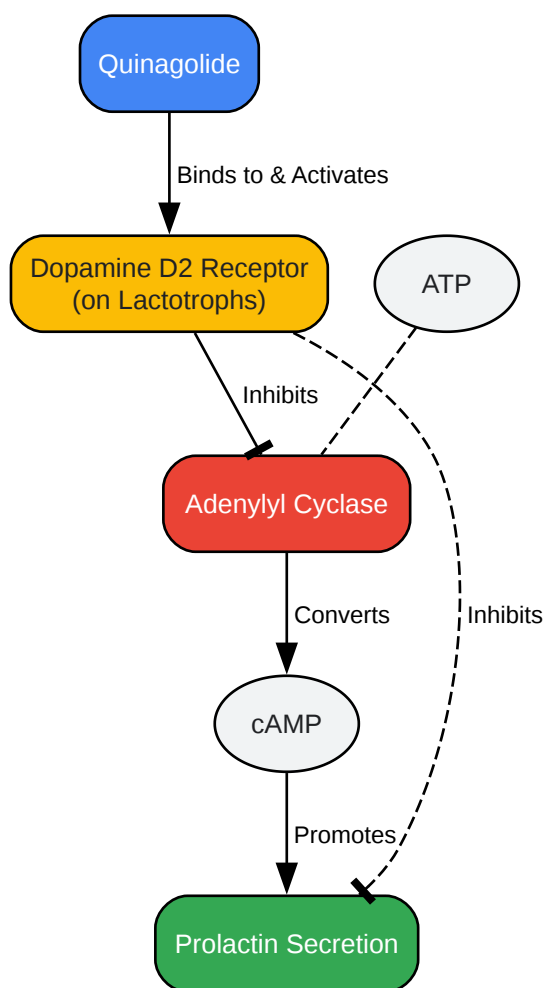 Quinagolide
Binds to & Activates
Dopamine D2 Receptor
(on Lactotrophs)
ATP
Inhibits
Adenylyl Cyclase
Converts
Inhibits
cAMP
Promotes
Prolactin Secretion